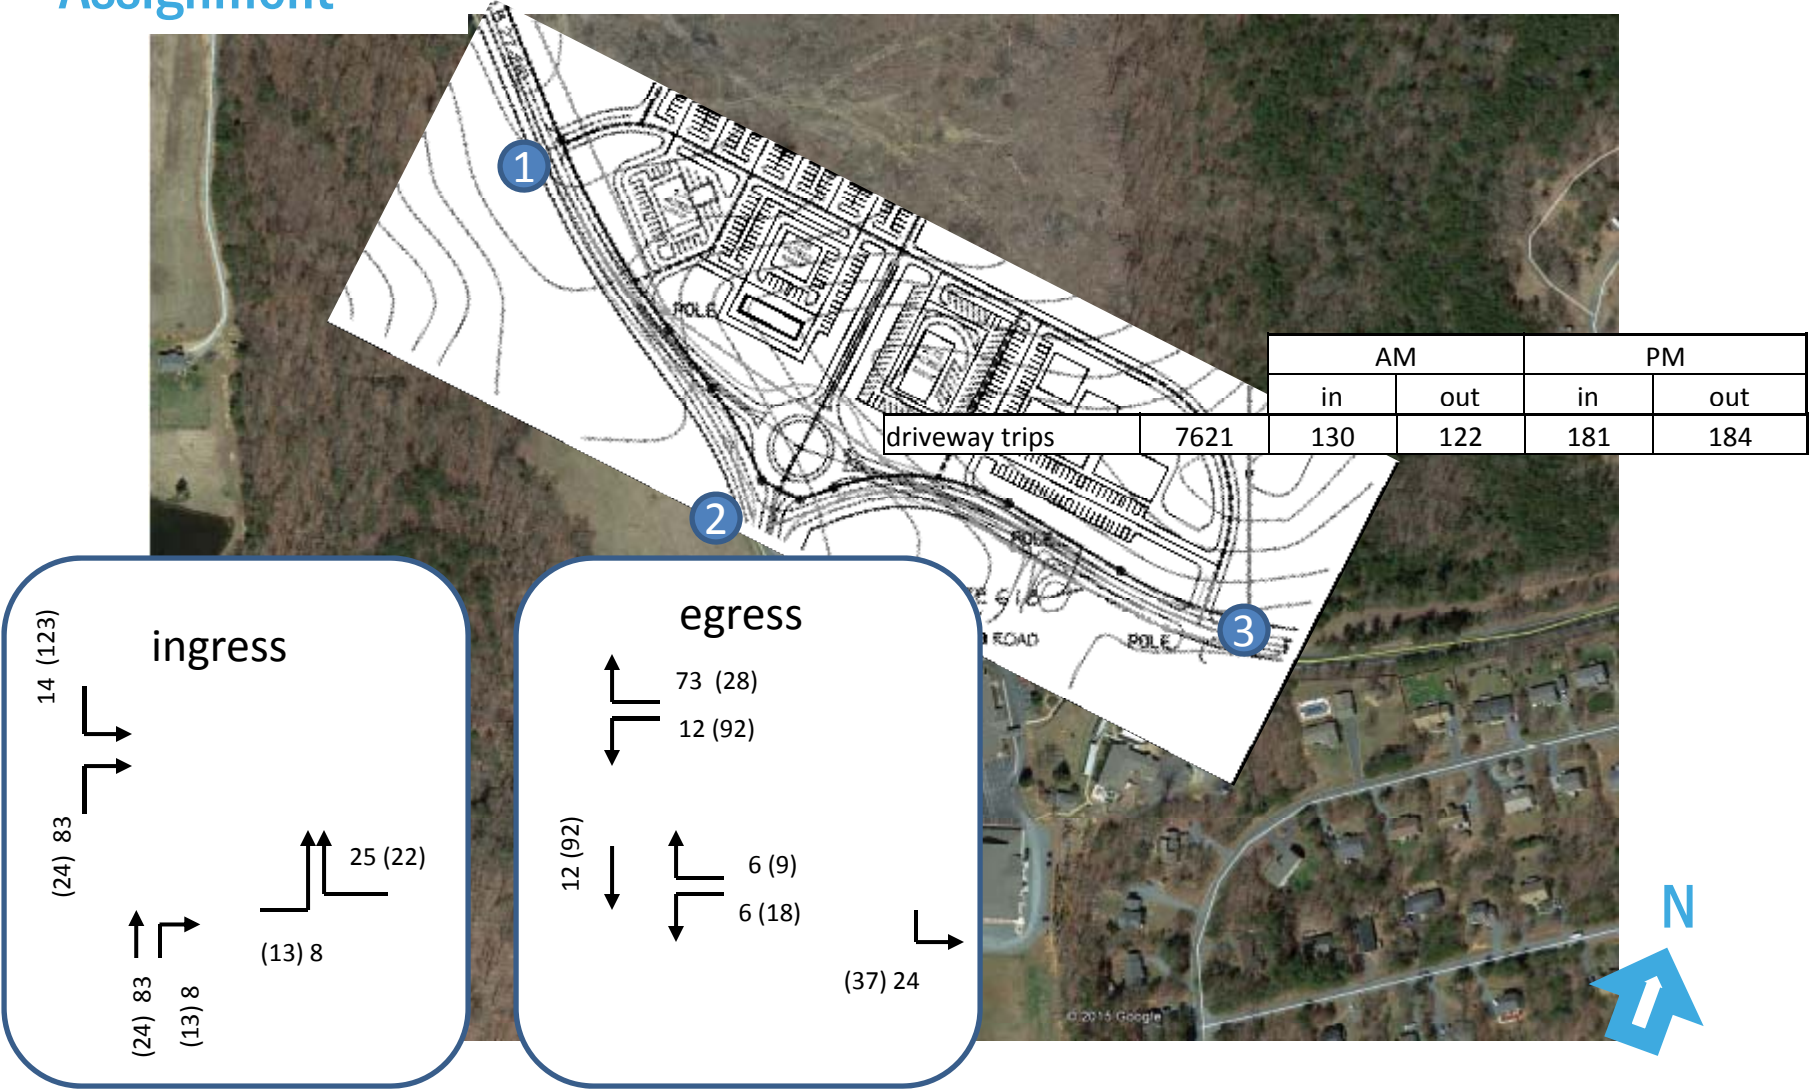 Assignment
1
POLE
AM PM
in out in out
driveway trips 7621 130 122 181 184
2
POLE
ROAD
POLE
3
ingress
14 (123)
(24) 83
25 (22)
(13) 8
(24) 83
(13) 8
egress
73 (28)
12 (92)
12 (92)
6 (9)
6 (18)
(37) 24
N
© 2015 Google